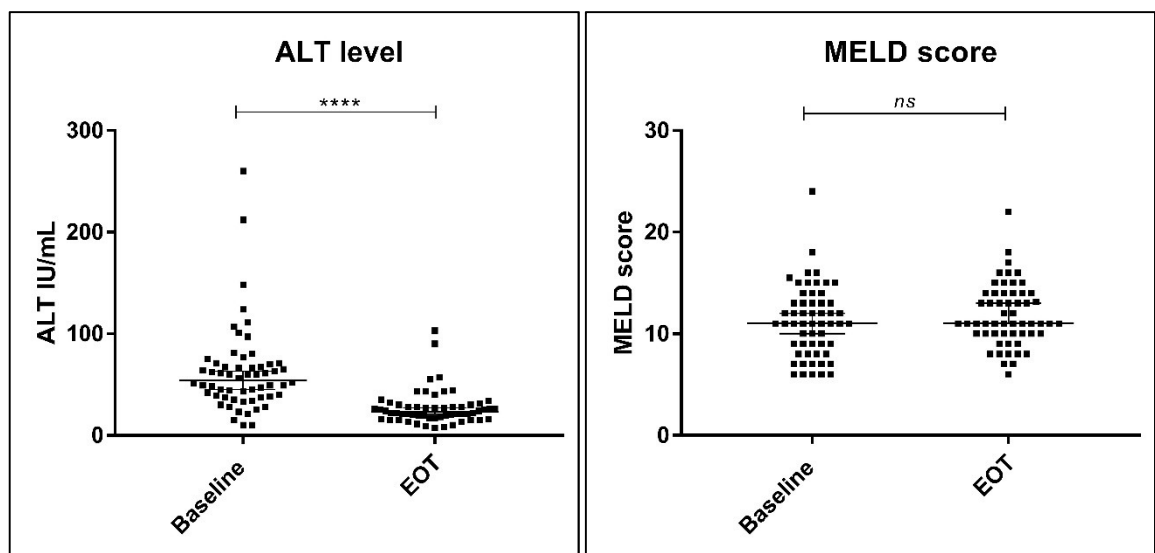 ALT level
****
300
200
100
0
ALT IU/mL
Baseline
EOT
MELD score
ns
30
20
10
0
MELD score
Baseline
EOT